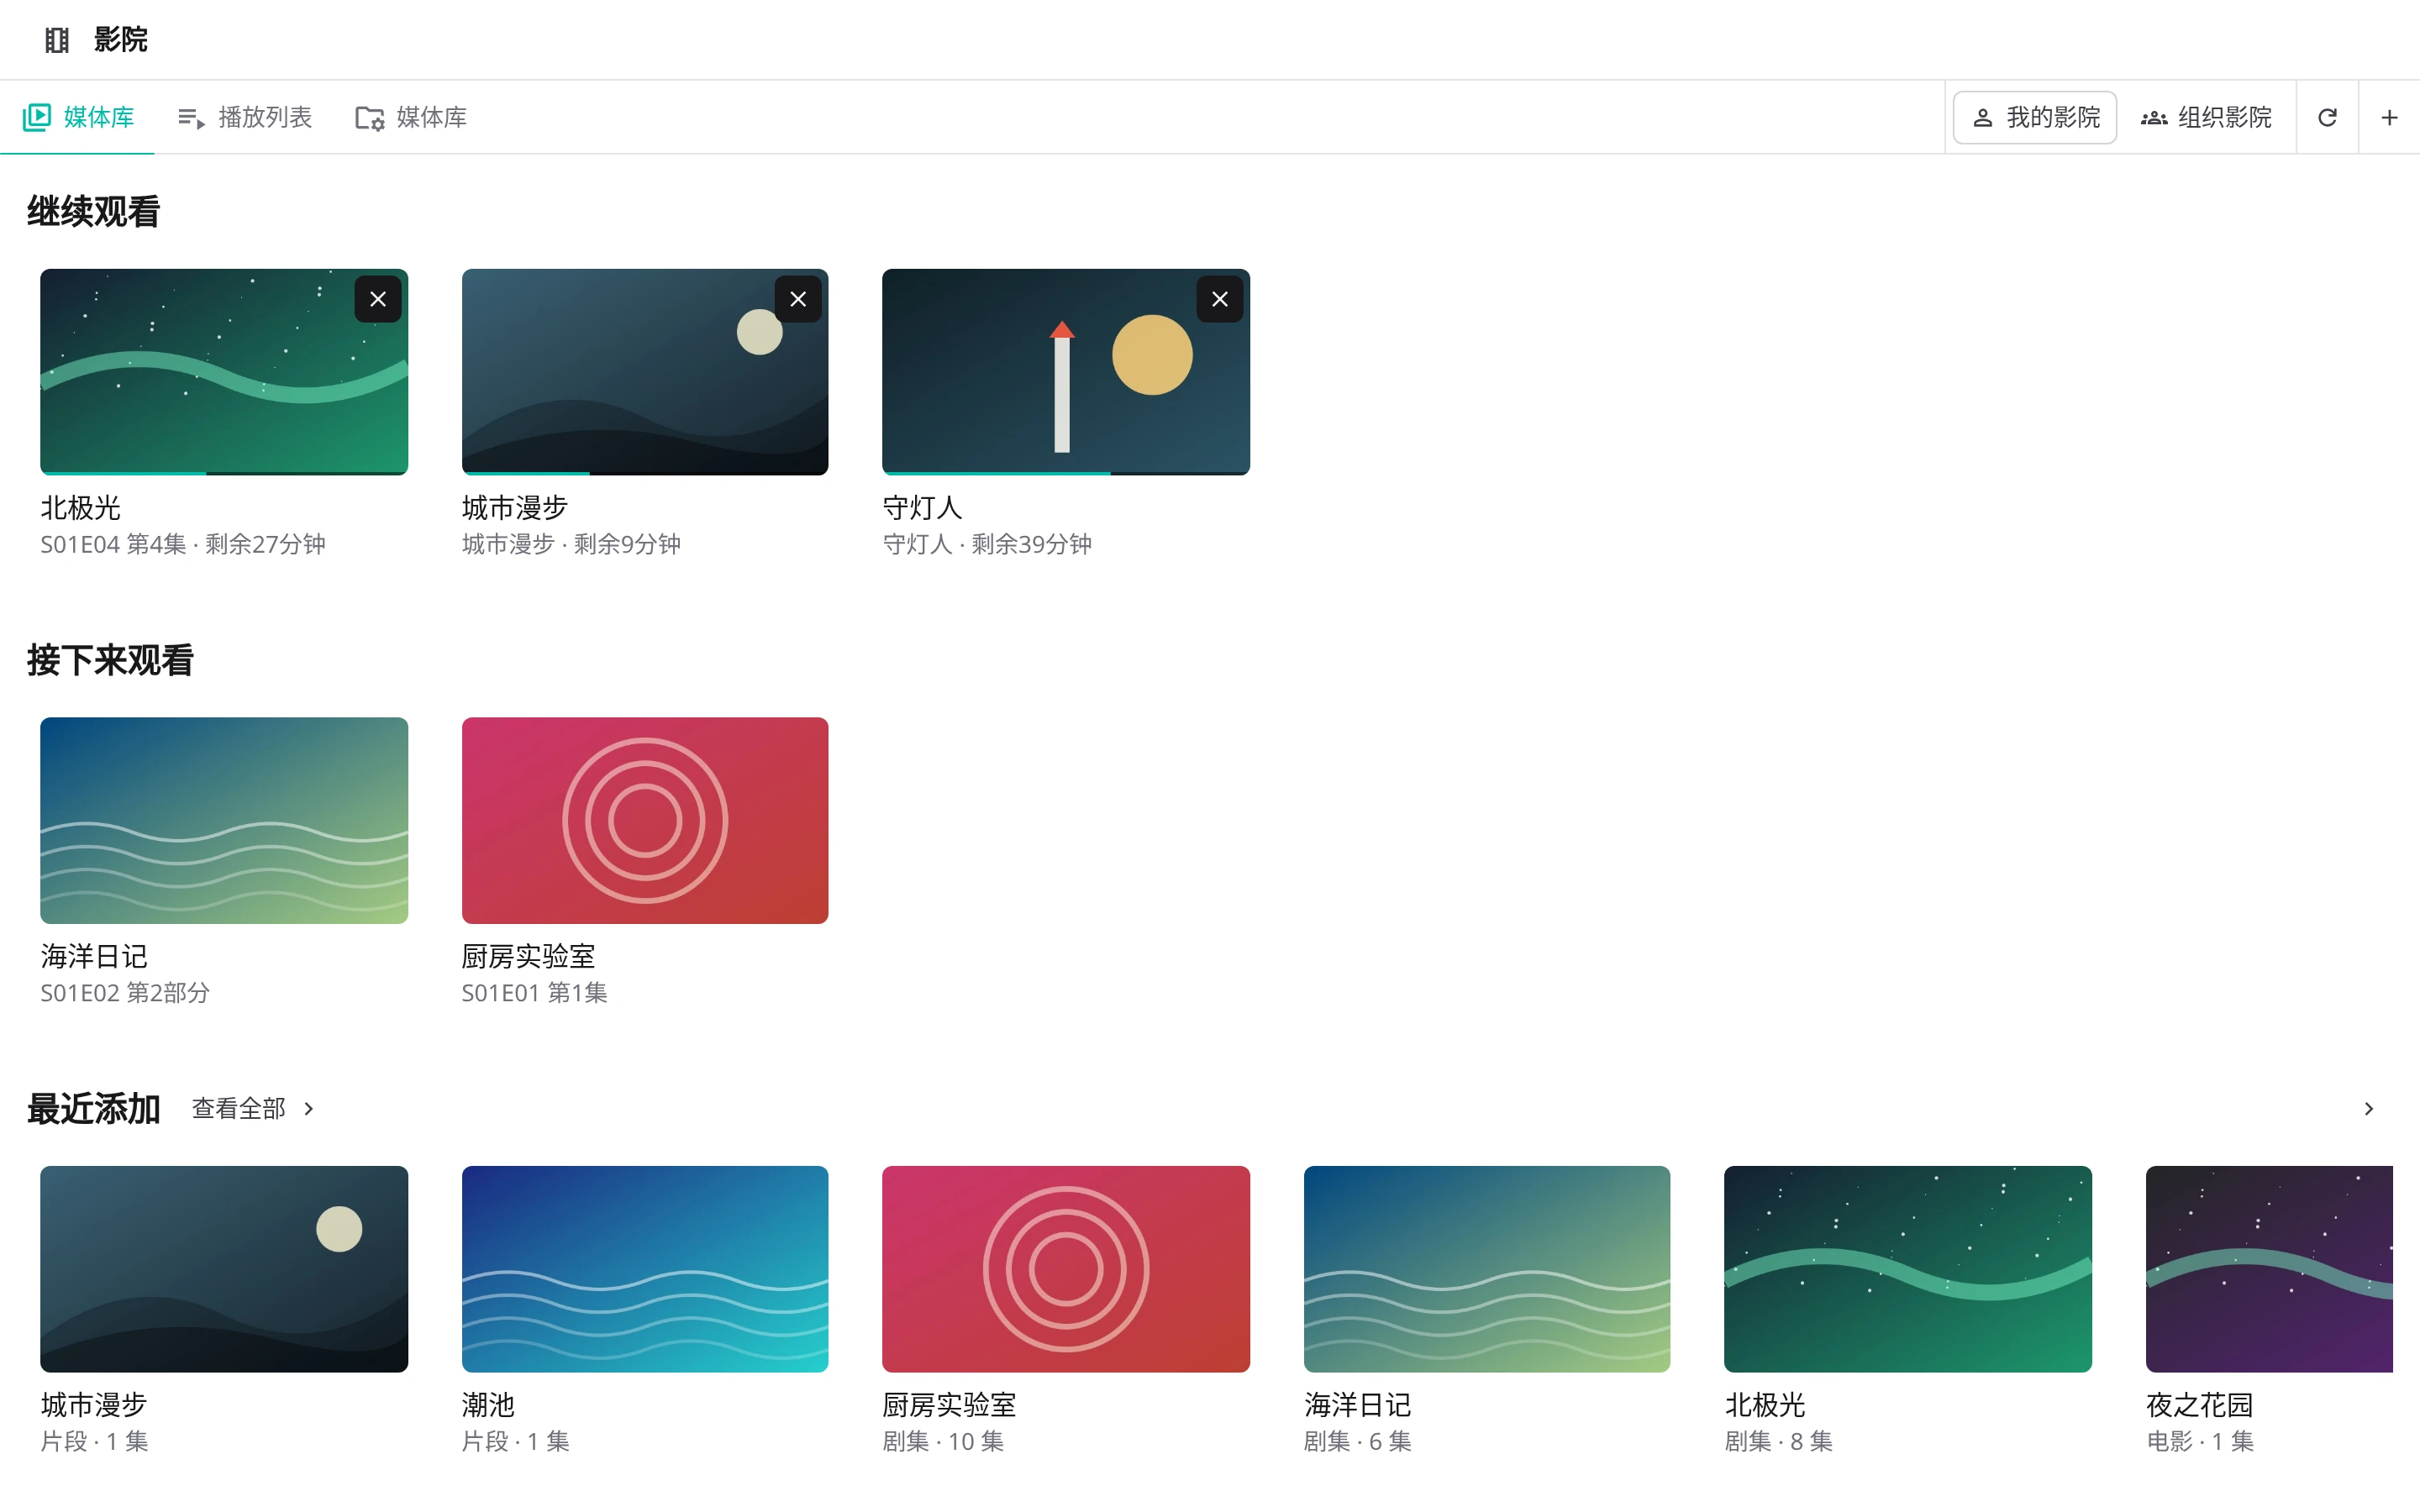 影院
媒体库
播放列表
媒体库
我的影院
组织影院
继续观看
北极光
S01E04 第4集 · 剩余27分钟
城市漫步
城市漫步 · 剩余9分钟
守灯人
守灯人 · 剩余39分钟
接下来观看
海洋日记
S01E02 第2部分
厨房实验室
S01E01 第1集
最近添加
查看全部
城市漫步
片段 · 1 集
潮池
片段 · 1 集
厨房实验室
剧集 · 10 集
海洋日记
剧集 · 6 集
北极光
剧集 · 8 集
夜之花园
电影 · 1 集